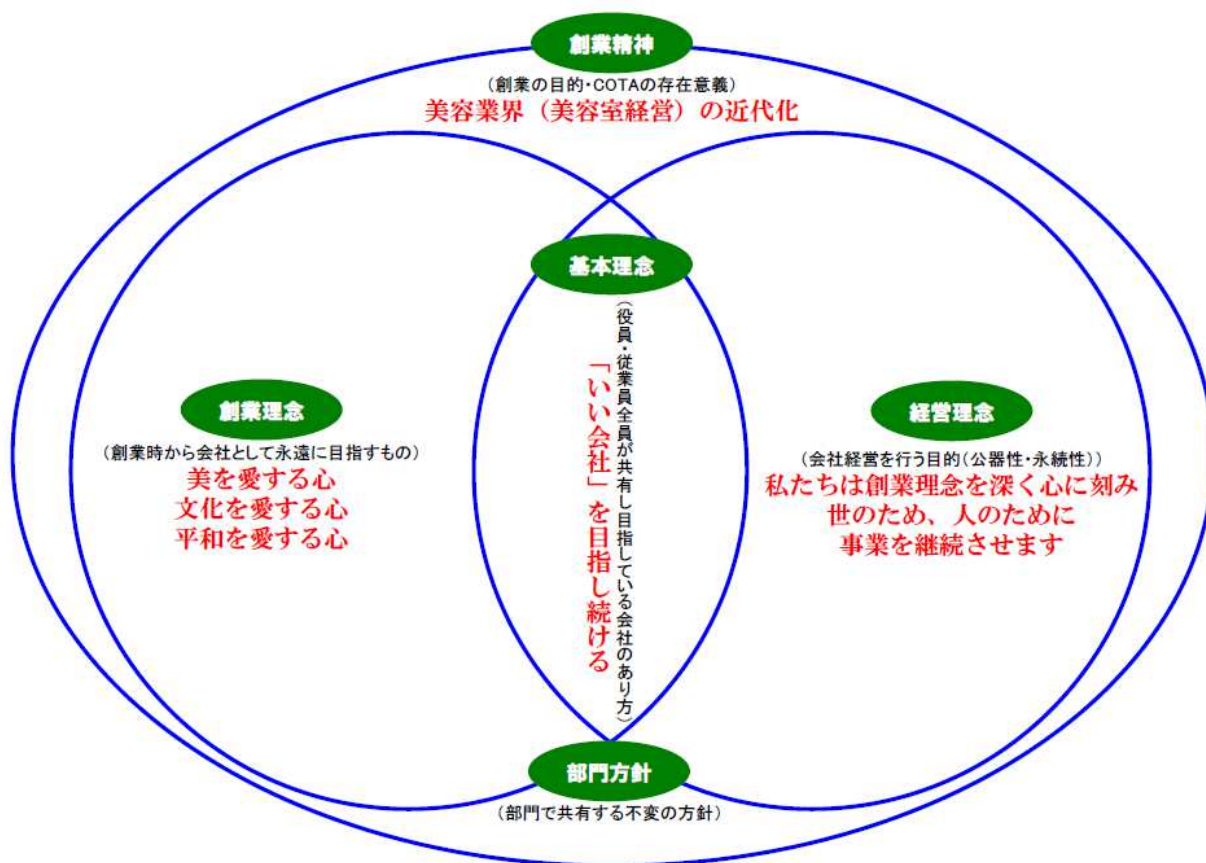 創業精神
(創業の目的・COTAの存在意義)
美容業界（美容室経営）の近代化
基本理念
(役員・従業員全員が共有し目指している会社のあり方)
「いい会社」を目指し続ける
創業理念
(創業時から会社として永遠に目指すもの)
美を愛する心
文化を愛する心
平和を愛する心
経営理念
(会社経営を行う目的(公器性・永続性))
私たちは創業理念を深く心に刻み
世のため、人のために
事業を継続させます
部門方針
(部門で共有する不変の方針)